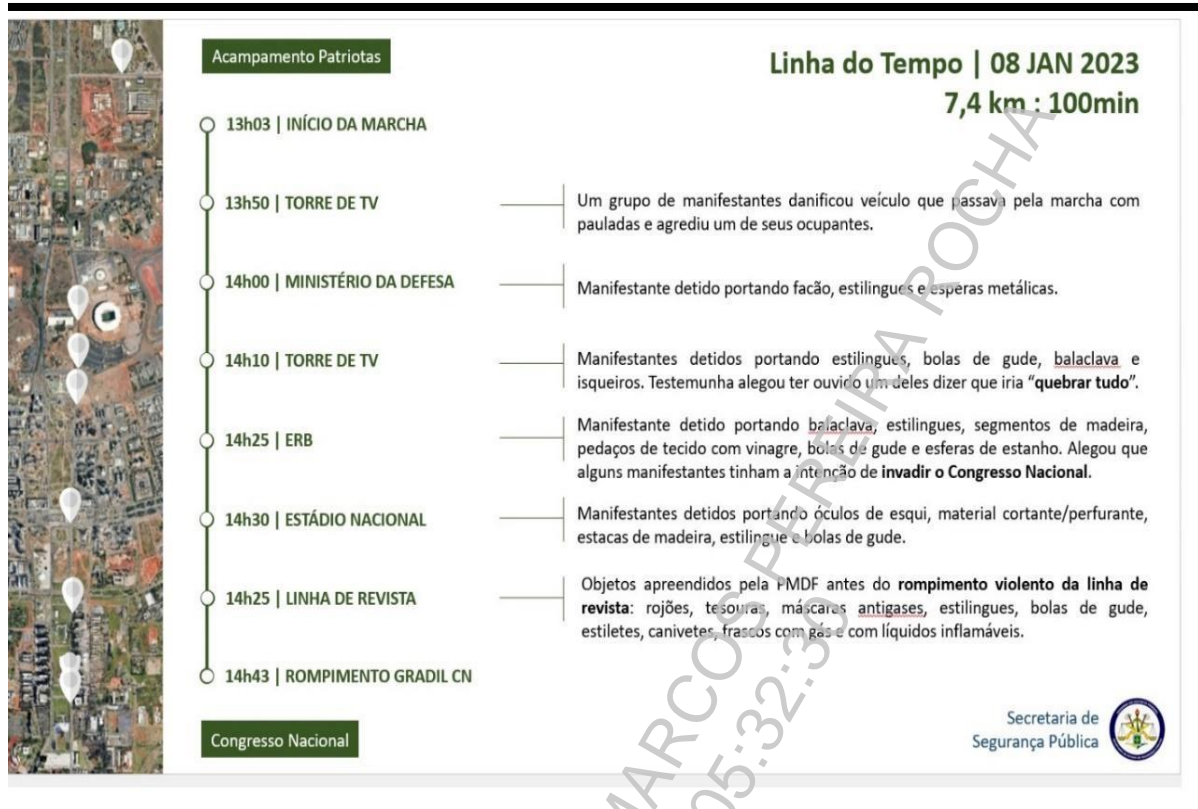 Acampamento Patriotas
Linha do Tempo | 08 JAN 2023
7,4 km : 100min
13h03 | INÍCIO DA MARCHA
13h50 | TORRE DE TV
Um grupo de manifestantes danificou veículo que passava pela marcha com
pauladas e agrediu um de seus ocupantes.
14h00 | MINISTÉRIO DA DEFESA
Manifestante detido portando facão, estilingues e esperas metálicas.
14h10 | TORRE DE TV
Manifestantes detidos portando estilingues, bolas de gude, balaclava e
isqueiros. Testemunha alegou ter ouvido um deles dizer que iria “quebrar tudo”.
14h25 | ERB
Manifestante detido portando balaclava, estilingues, segmentos de madeira,
pedaços de tecido com vinagre, bolas de gude e esferas de estanho. Alegou que
alguns manifestantes tinham a intenção de invadir o Congresso Nacional.
14h30 | ESTÁDIO NACIONAL
Manifestantes detidos portando óculos de esqui, material cortante/perfurante,
estacas de madeira, estilingue e bolas de gude.
14h25 | LINHA DE REVISTA
Objetos apreendidos pela PMDF antes do rompimento violento da linha de
revista: rojões, tesouras, máscaras antigases, estilingues, bolas de gude,
estiletes, canivetes, frascos com gás e com líquidos inflamáveis.
14h43 | ROMPIMENTO GRADIL CN
Congresso Nacional
Secretaria de
Segurança Pública
MARCOS PEREIRA ROCHA
05:32:30